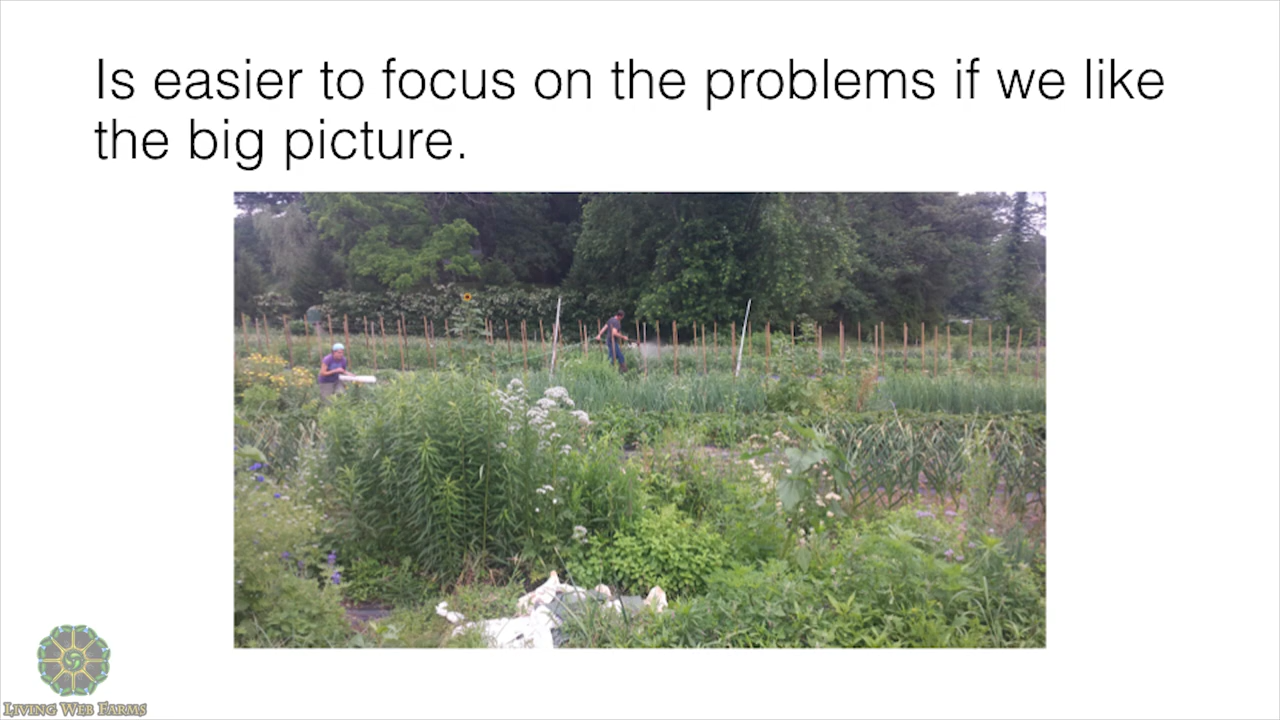 Is easier to focus on the problems if we like
the big picture.
LIVING WEB FARMS